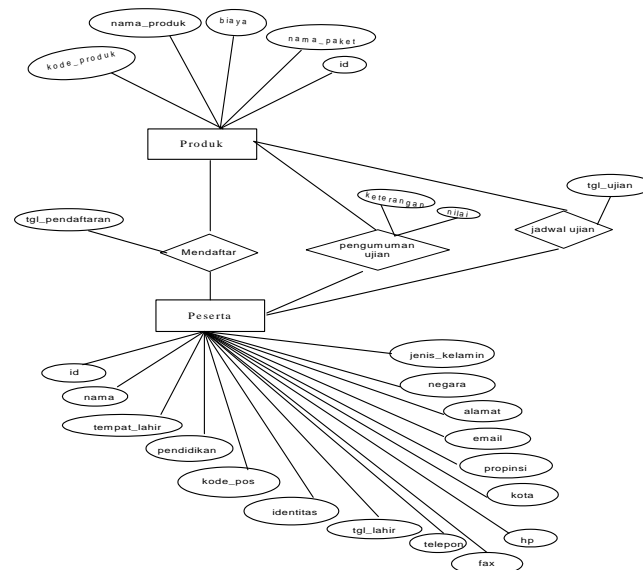 nama_produk
biaya
nama_paket
kode_produk
id
Produk
tgl_ujian
keterangan
nilai
tgl_pendaftaran
jadwal ujian
Mendaftar
pengumuman
ujian
Peserta
jenis_kelamin
id
negara
nama
alamat
tempat_lahir
email
pendidikan
propinsi
kode_pos
kota
identitas
tgl_lahir
hp
telepon
fax